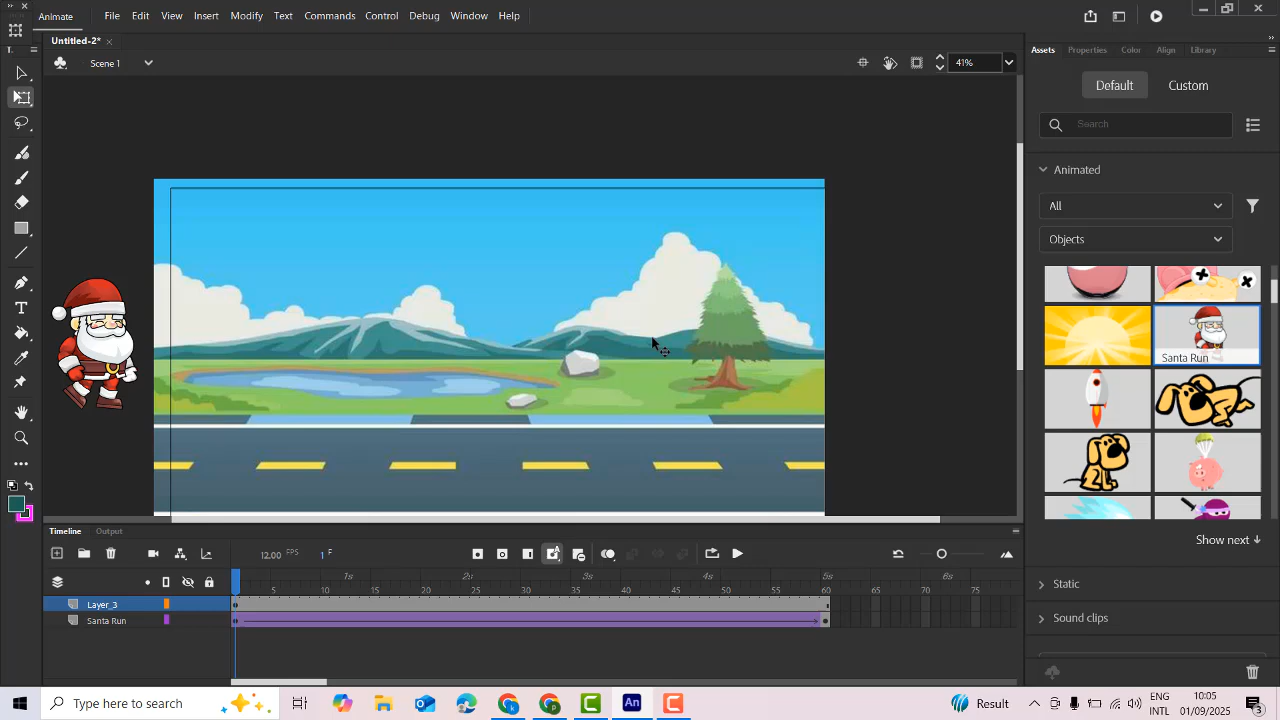 Animate
File Edit View Insert Modify Text Commands Control Debug Window Help
Untitled-2* ×
Scene 1
41%
Assets Properties Color Align Library
Default Custom
Search
Animated
All
Objects
Santa Run
Show next
Static
Sound clips
Timeline Output
12.00 FPS 1 F
1s 2s 3s 4s 5s 6s
5 10 15 20 25 30 35 40 45 50 55 60 65 70 75
Layer_3
Santa Run
Type here to search
An
Result
ENG
INTL
10:05
01/09/2025
3